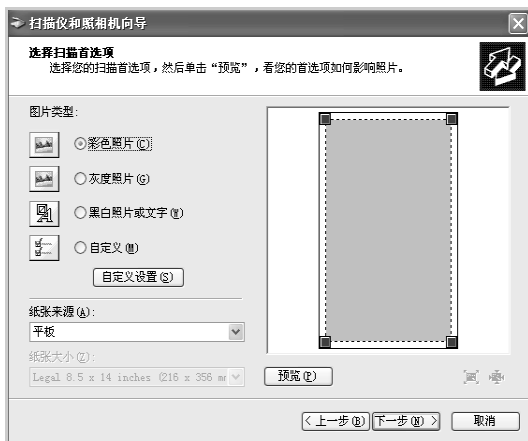 扫描仪和照相机向导
选择扫描首选项
选择您的扫描首选项，然后单击“预览”，看您的首选项如何影响照片。
图片类型:
彩色照片(C)
灰度照片(G)
黑白照片或文字(T)
自定义(M)
自定义设置(S)
纸张来源(A):
平板
纸张大小(Z):
Legal 8.5 x 14 inches (216 x 356 m
预览(P)
< 上一步(B)
下一步(N) >
取消